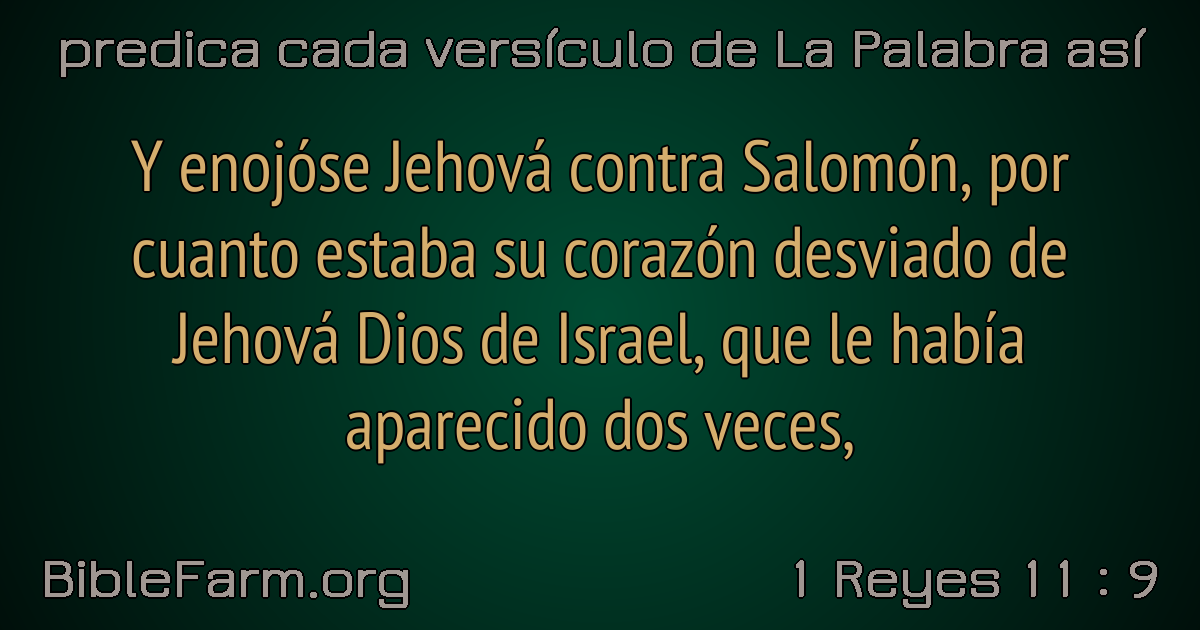 predica cada versículo de La Palabra así
Y enojóse Jehová contra Salomón, por
cuanto estaba su corazón desviado de
Jehová Dios de Israel, que le había
aparecido dos veces,
BibleFarm.org
1 Reyes 11 : 9